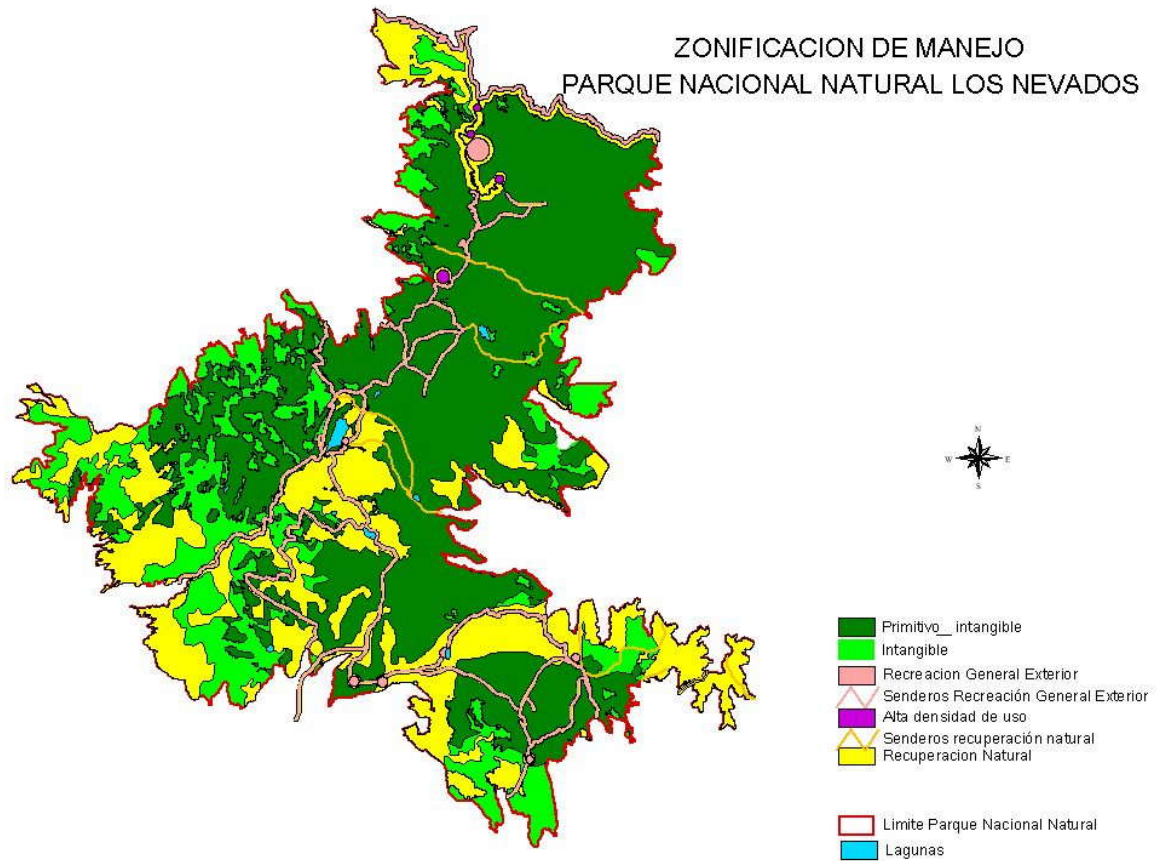 ZONIFICACION DE MANEJO
PARQUE NACIONAL NATURAL LOS NEVADOS
N
W E
S
Primitivo_ intangible
Intangible
Recreacion General Exterior
Senderos Recreación General Exterior
Alta densidad de uso
Senderos recuperación natural
Recuperacion Natural
Limite Parque Nacional Natural
Lagunas